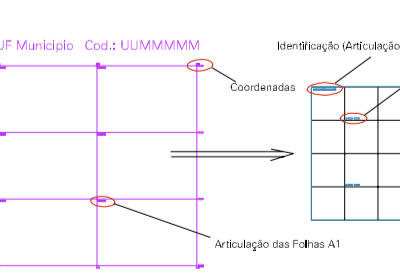 UF Municipio Cod.: UUMMMMM
Identificação (Articulação
Coordenadas
Articulação das Folhas A1